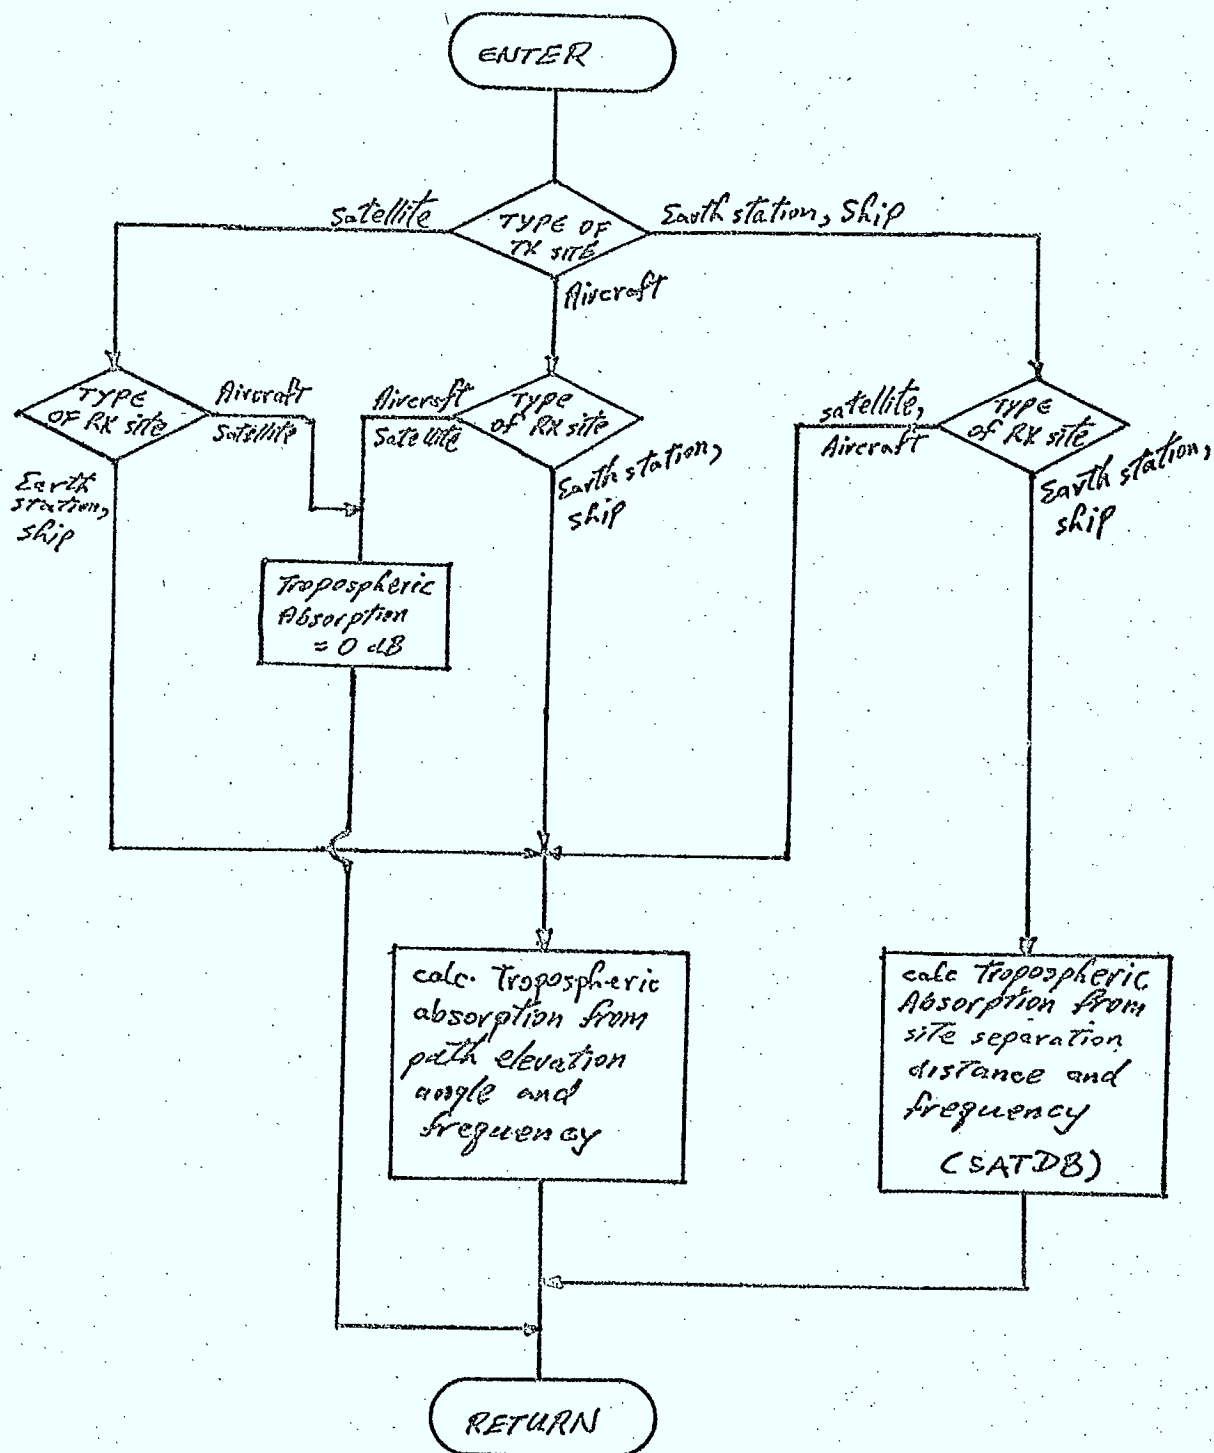 ENTER
TYPE OF
TX SITE
Satellite
Earth station, Ship
Aircraft
TYPE
OF RX site
Aircraft
Satellite
Earth
station,
ship
TYPE
of RX site
Aircraft
Satellite
Earth station,
ship
TYPE
of RX site
satellite,
Aircraft
Earth station,
ship
Tropospheric
Absorption
= 0 dB
calc. Tropospheric
absorption from
path elevation
angle and
frequency
calc Tropospheric
Absorption from
site separation
distance and
frequency
(SATDB)
RETURN